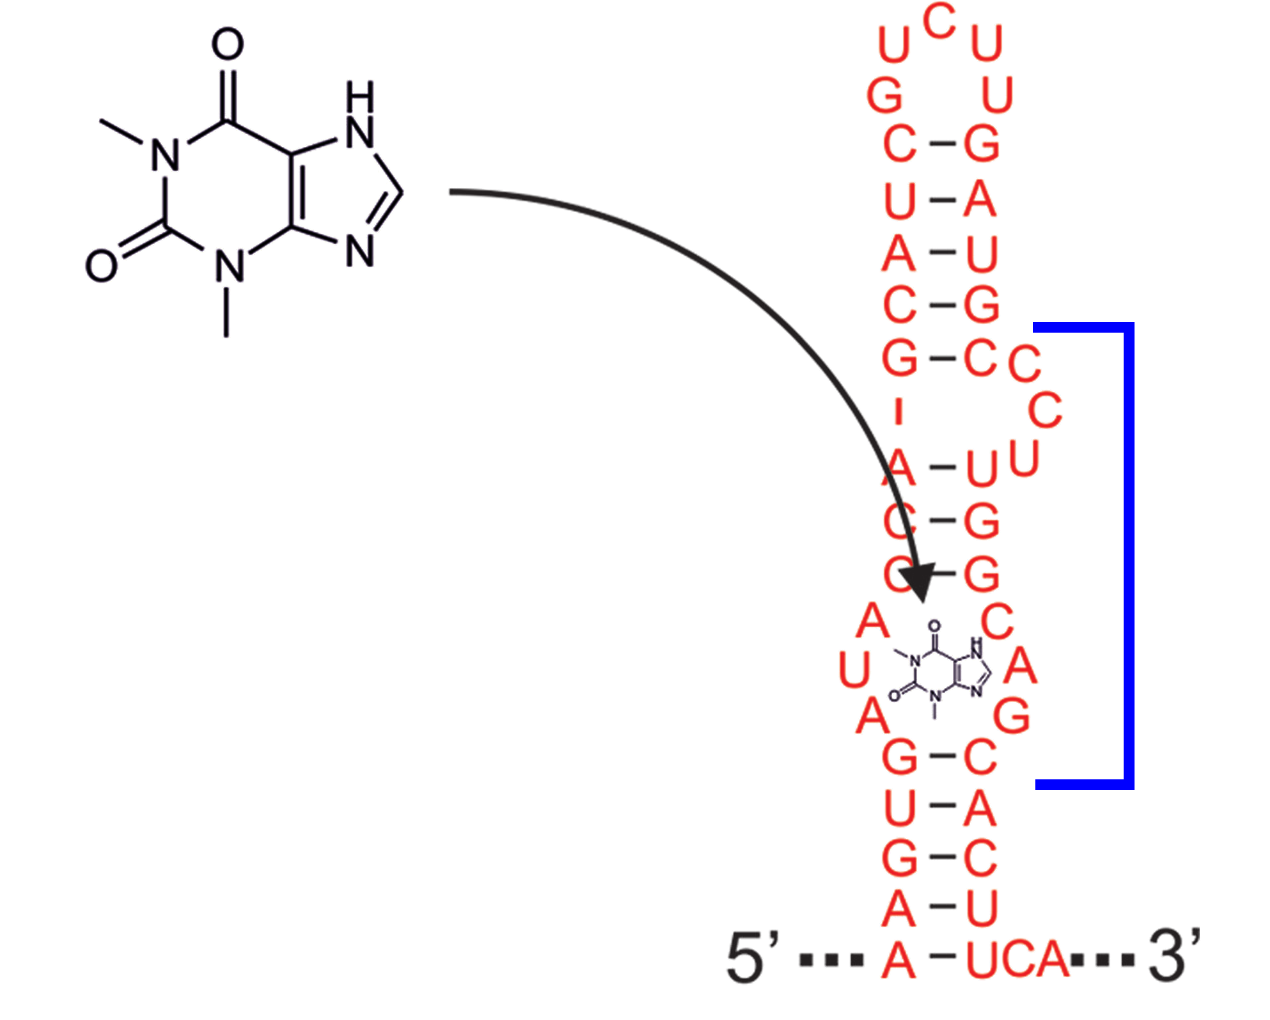 O
H
N
N
O
N
N
C
U U
G U
C – G
U – A
A – U
C – G
G – C C
C
A – U U
C – G
C – G
A C
U A
A G
O
H
N
N
O
N
N
G – C
U – A
G – C
A – U
5’ ... A – UCA ... 3’